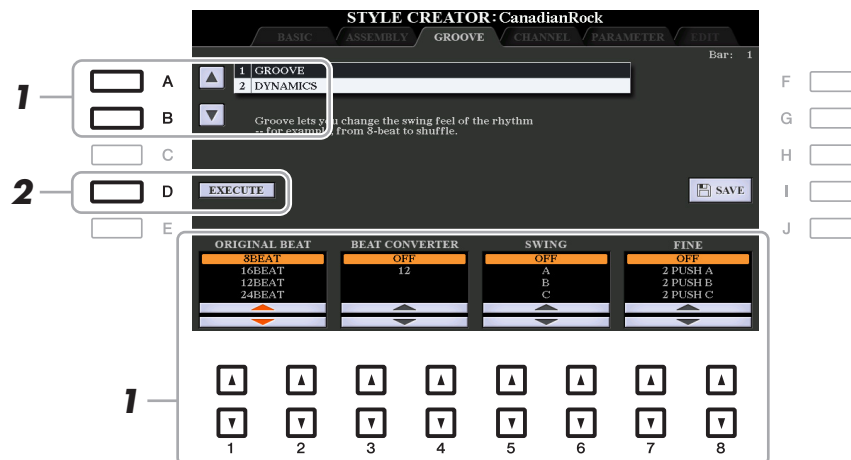 STYLE CREATOR: CanadianRock
BASIC ASSEMBLY GROOVE CHANNEL PARAMETER EDIT
Bar: 1
1
A
B
C
2
D
E
1 GROOVE
2 DYNAMICS
Groove lets you change the swing feel of the rhythm
-- for example, from 8-beat to shuffle.
EXECUTE
SAVE
F
G
H
I
J
ORIGINAL BEAT BEAT CONVERTER SWING FINE
8BEAT OFF OFF OFF
16BEAT 12 A 2 PUSH A
12BEAT B 2 PUSH B
24BEAT C 2 PUSH C
1
1 2 3 4 5 6 7 8